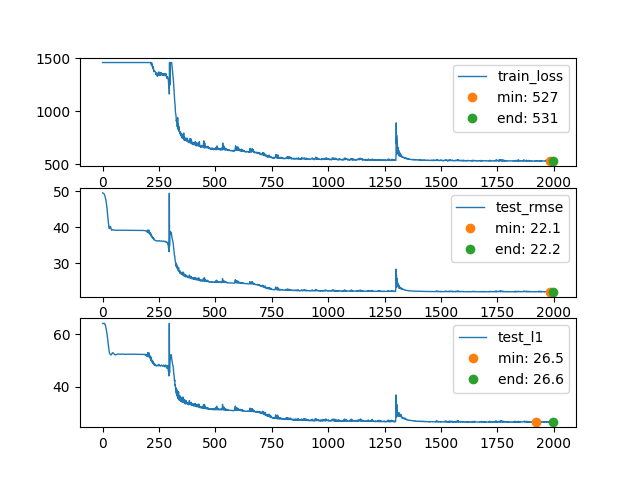 1500
1000
500
train_loss
min: 527
end: 531
0 250 500 750 1000 1250 1500 1750 2000
50
40
30
test_rmse
min: 22.1
end: 22.2
0 250 500 750 1000 1250 1500 1750 2000
60
40
test_l1
min: 26.5
end: 26.6
0 250 500 750 1000 1250 1500 1750 2000